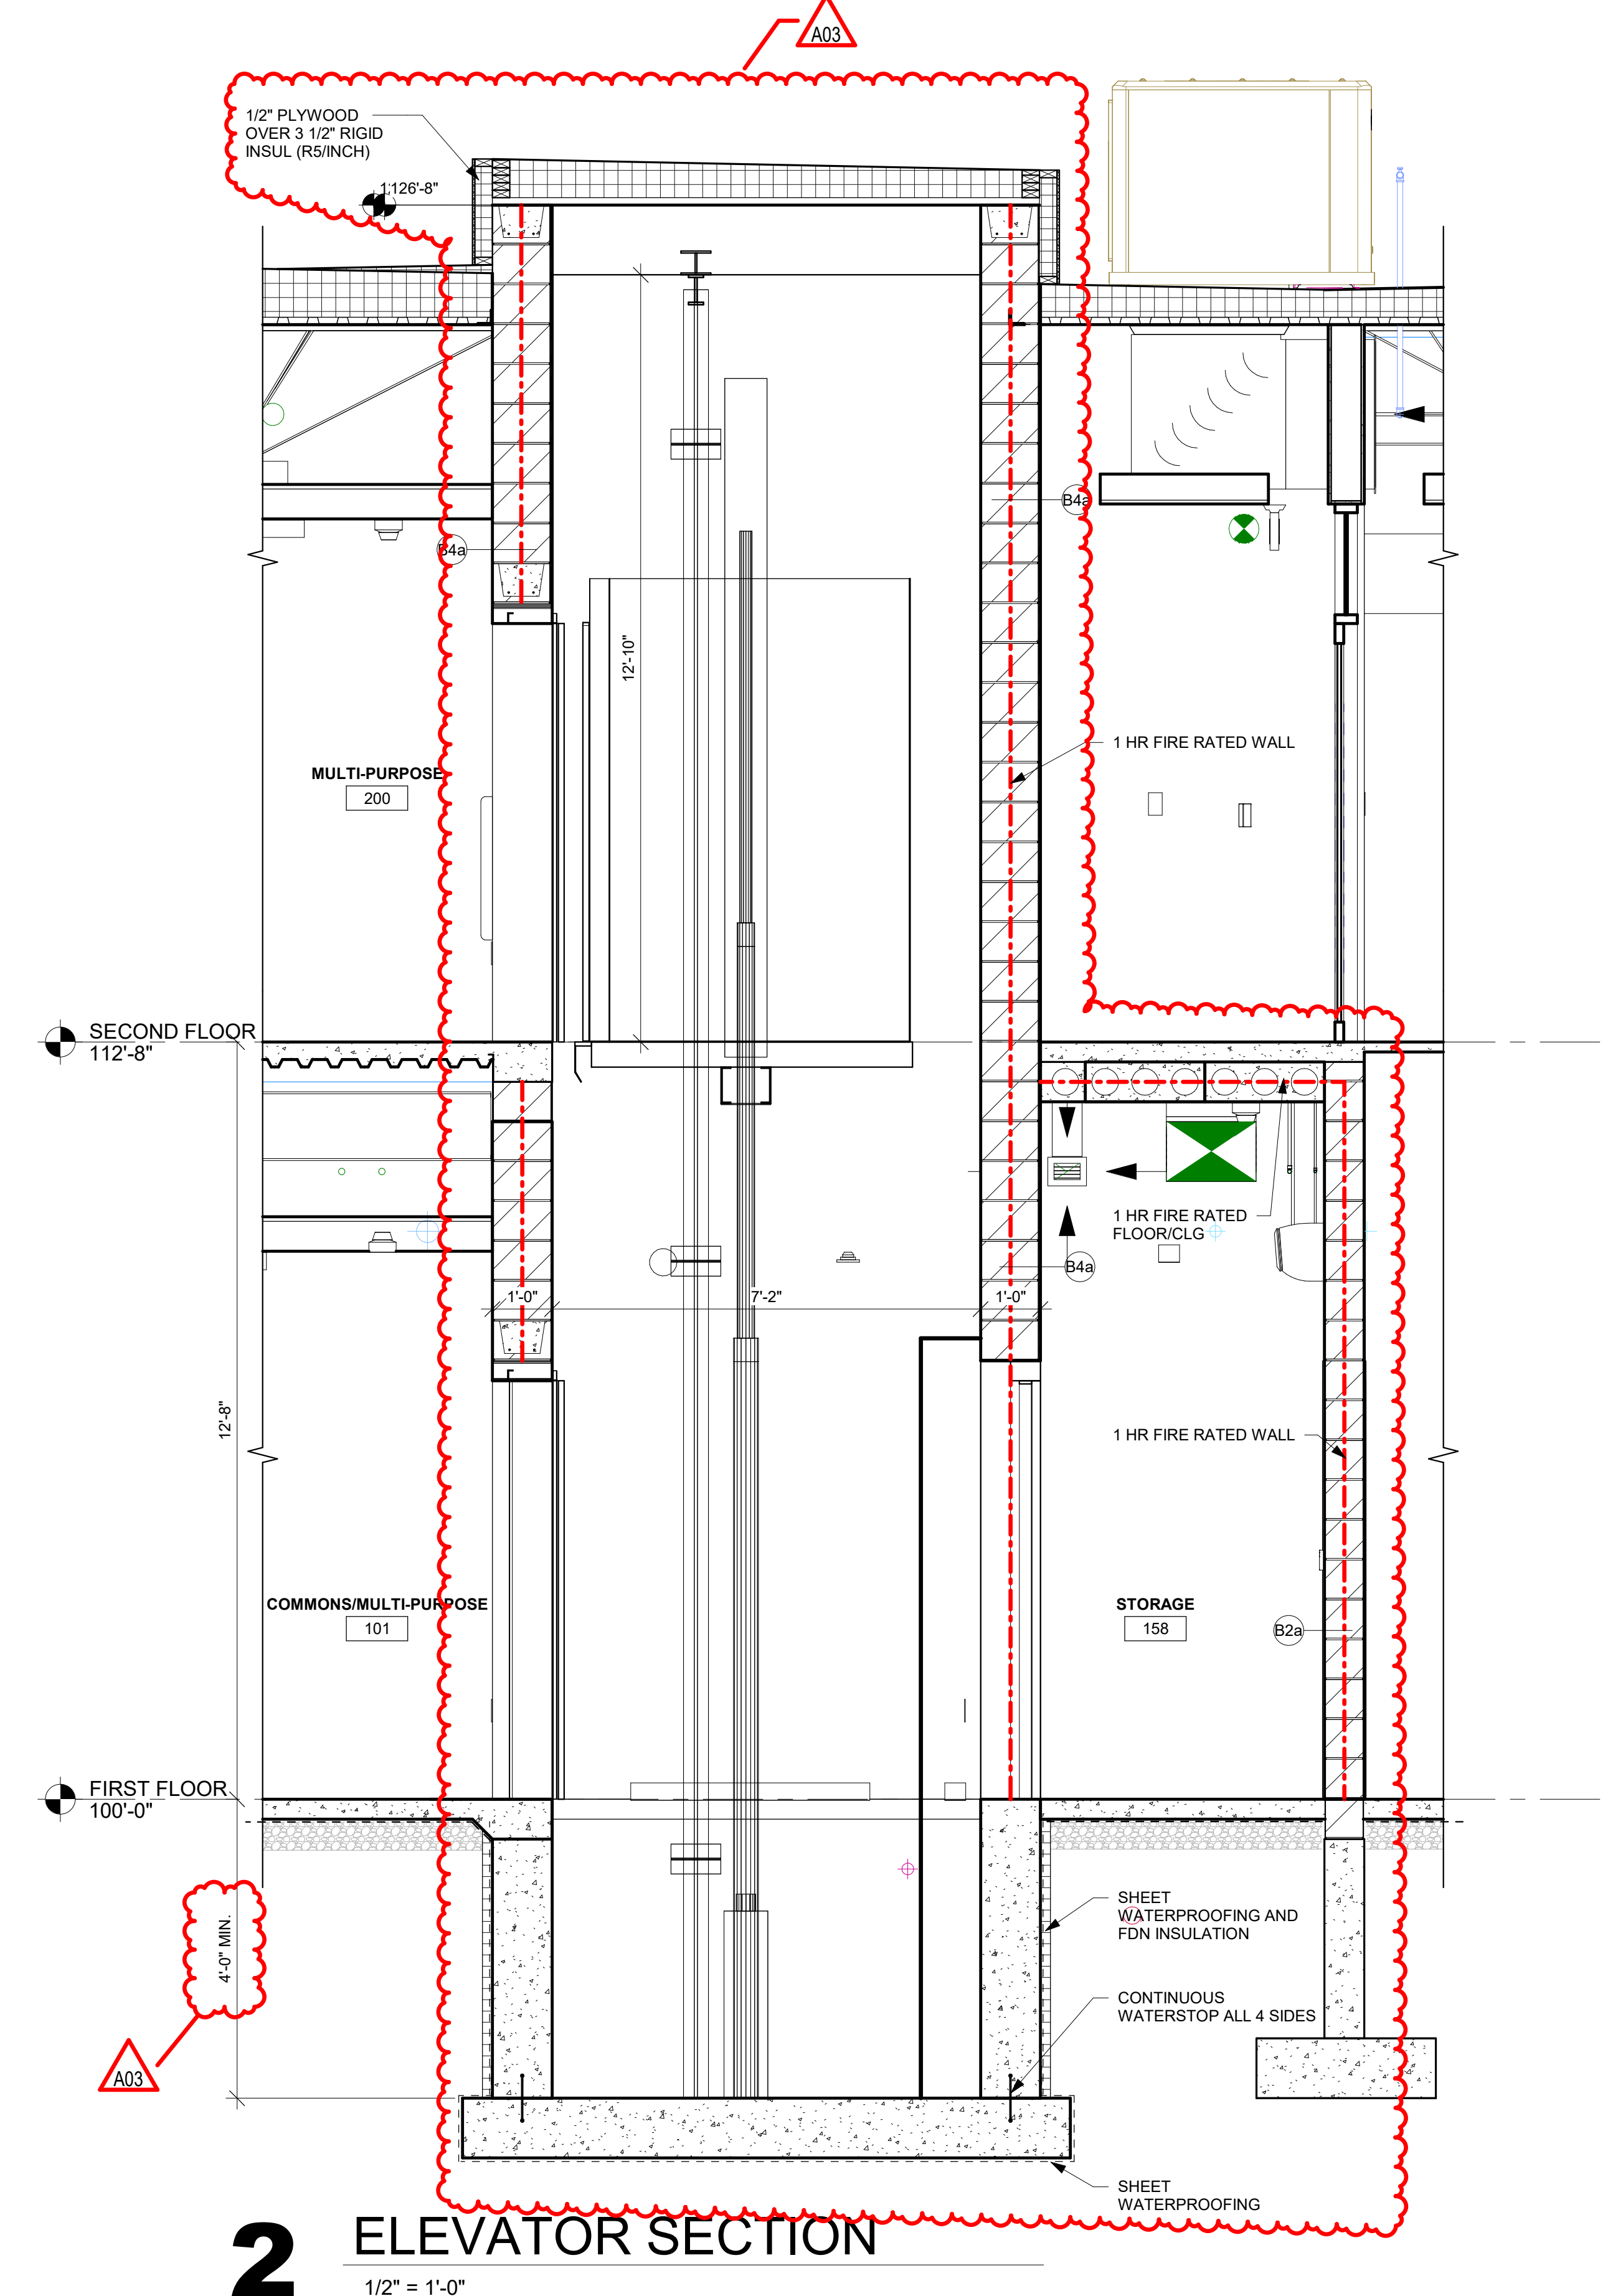 A03
1/2" PLYWOOD
OVER 3 1/2" RIGID
INSUL (R5/INCH)
126'-8"
B4a
B4a
12'-10"
1 HR FIRE RATED WALL
MULTI-PURPOSE
200
SECOND FLOOR
112'-8"
1 HR FIRE RATED
FLOOR/CLG
B4a
1'-0"
7'-2"
1'-0"
12'-8"
1 HR FIRE RATED WALL
COMMONS/MULTI-PURPOSE
101
STORAGE
158
B2a
FIRST FLOOR
100'-0"
SHEET
WATERPROOFING AND
FDN INSULATION
4'-0" MIN.
CONTINUOUS
WATERSTOP ALL 4 SIDES
A03
SHEET
WATERPROOFING
2
ELEVATOR SECTION
1/2" = 1'-0"